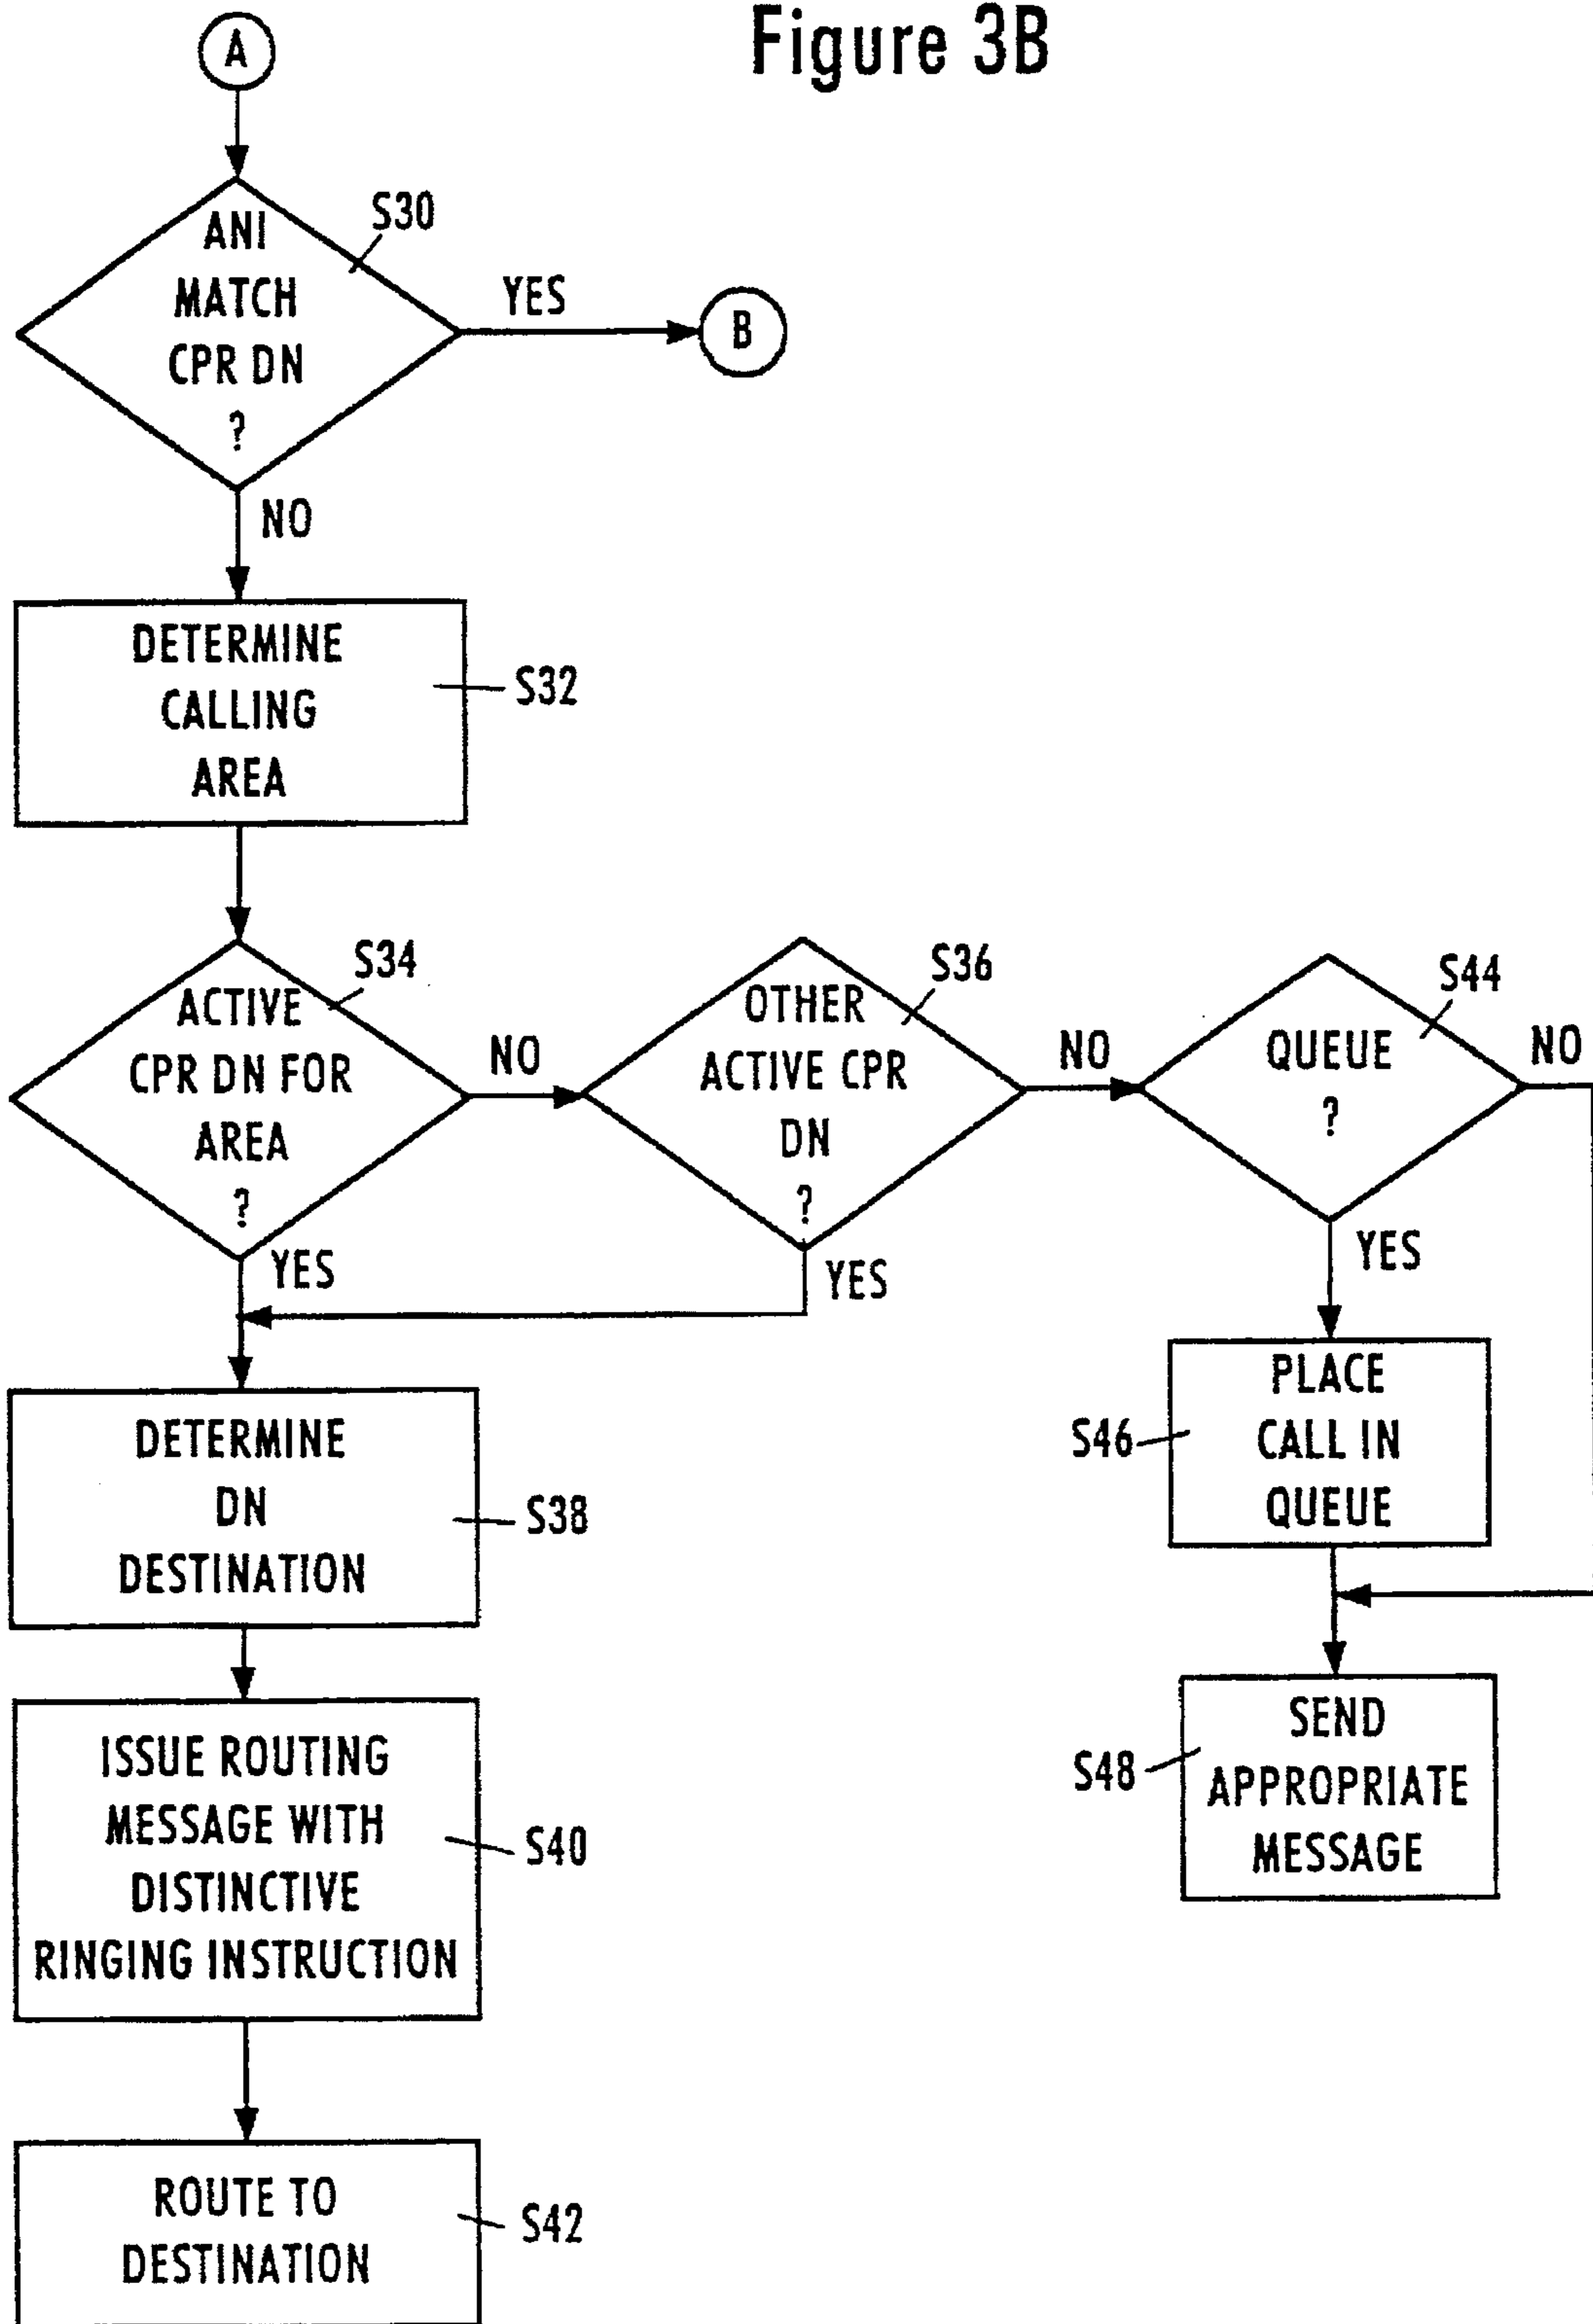 Figure 3B
A
ANI
MATCH
CPR DN
?
S30
YES
B
NO
DETERMINE
CALLING
AREA
S32
ACTIVE
CPR DN FOR
AREA
?
S34
NO
YES
OTHER
ACTIVE CPR
DN
?
S36
NO
YES
QUEUE
?
S44
NO
YES
PLACE
CALL IN
QUEUE
S46
SEND
APPROPRIATE
MESSAGE
S48
DETERMINE
DN
DESTINATION
S38
ISSUE ROUTING
MESSAGE WITH
DISTINCTIVE
RINGING INSTRUCTION
S40
ROUTE TO
DESTINATION
S42